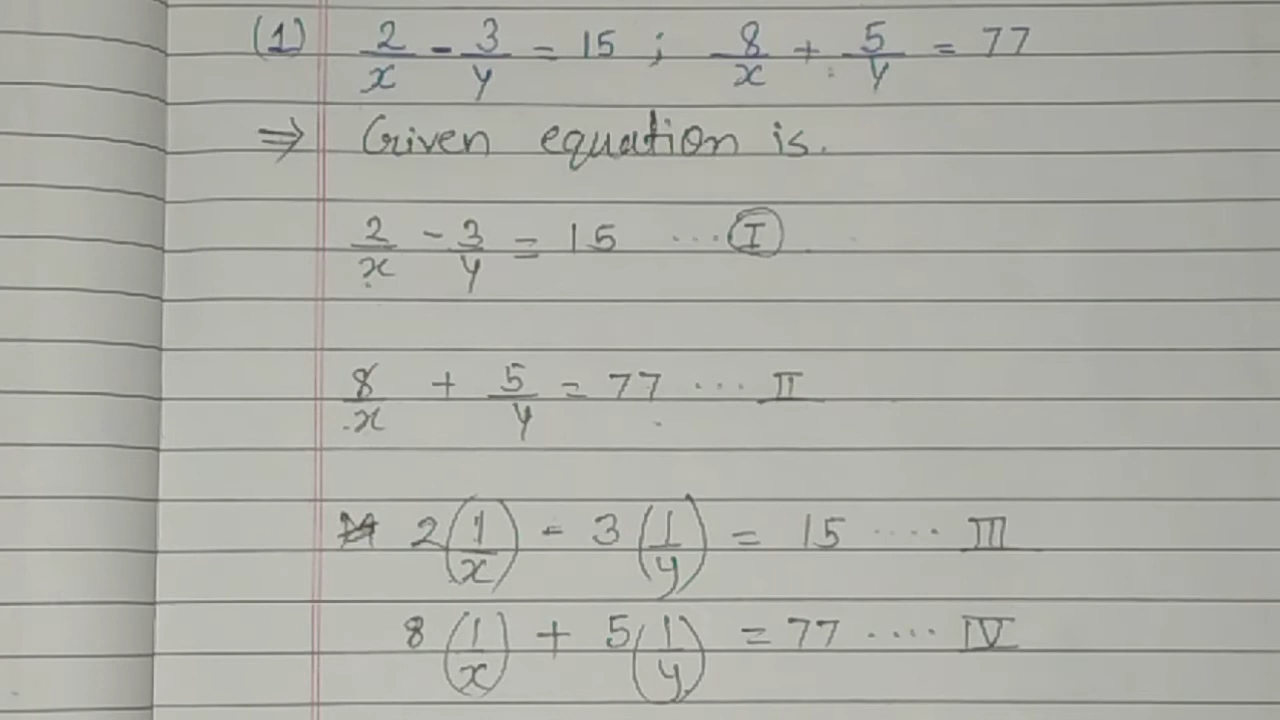 (1) 2/x - 3/y = 15 ; 8/x + 5/y = 77
⇒ Given equation is.
2/x - 3/y = 15 ... I
8/x + 5/y = 77 ... II
2(1/x) - 3(1/y) = 15 .... III
8(1/x) + 5(1/y) = 77 .... IV